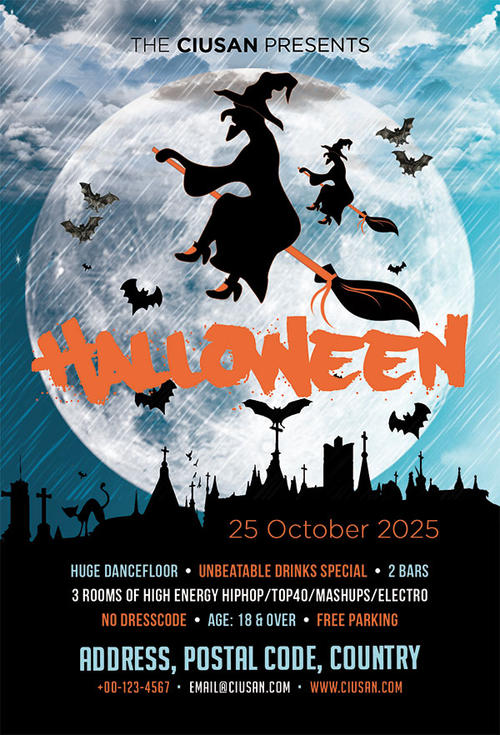 THE CIUSAN PRESENTS
HALLOWEEN
25 October 2025
HUGE DANCEFLOOR • UNBEATABLE DRINKS SPECIAL • 2 BARS
3 ROOMS OF HIGH ENERGY HIPHOP/TOP40/MASHUPS/ELECTRO
NO DRESSCODE • AGE: 18 & OVER • FREE PARKING
ADDRESS, POSTAL CODE, COUNTRY
+00-123-4567 • EMAIL@CIUSAN.COM • WWW.CIUSAN.COM